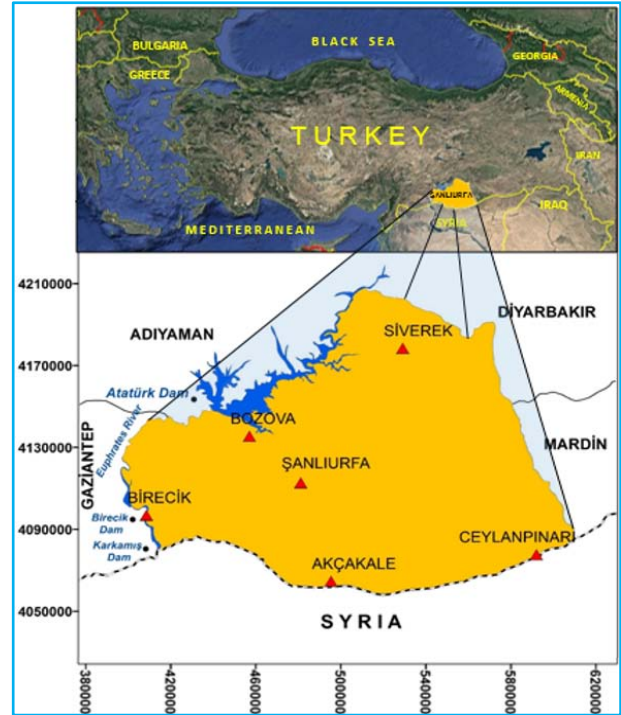 BLACK SEA
BULGARIA
GEORGIA
GREECE
ARMENIA
TURKEY
IRAN
ŞANLIURFA
IRAQ
SYRIA
MEDITERRANEAN
4210000
4170000
4130000
4090000
4050000
ADIYAMAN
DİYARBAKIR
SİVEREK
Atatürk Dam
BOZOVA
Euphrates River
GAZİANTEP
MARDİN
ŞANLIURFA
BİRECİK
Birecik
Dam
Karkamış
Dam
CEYLANPINARI
AKÇAKALE
SYRIA
380000
420000
460000
500000
540000
580000
620000